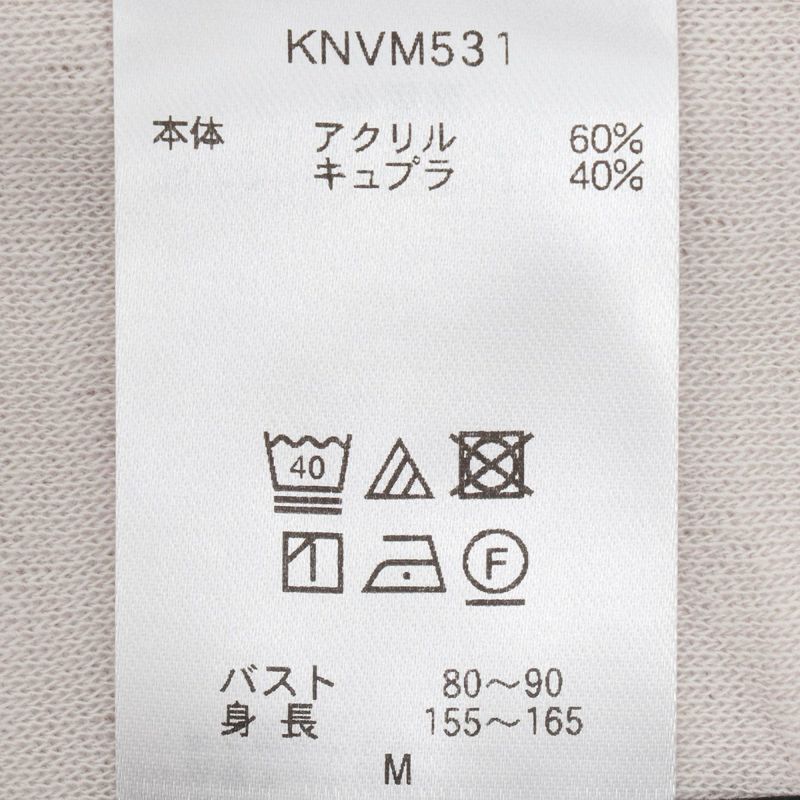 KNVM531
本体 アクリル 60%
キュプラ 40%
40
F
バスト 80～90
身長 155～165
M